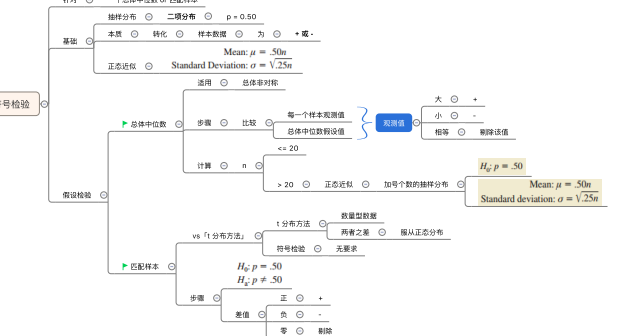 抽样分布 二项分布 p = 0.50
基础 本质 转化 样本数据 为 + 或 -
正态近似 Mean: μ = .50n
Standard Deviation: σ = √.25n
号检验
假设检验
总体中位数
适用 总体非对称
步骤 比较 每一个样本观测值
总体中位数假设值
观测值
大 +
小 -
相等 剔除该值
计算 n <= 20
> 20 正态近似 加号个数的抽样分布
H₀: p = .50
Mean: μ = .50n
Standard deviation: σ = √.25n
匹配样本
vs「t 分布方法」 t 分布方法 数量型数据
两者之差 服从正态分布
符号检验 无要求
步骤 H₀: p = .50
Hₐ: p ≠ .50
差值 正 +
负 -
零 剔除